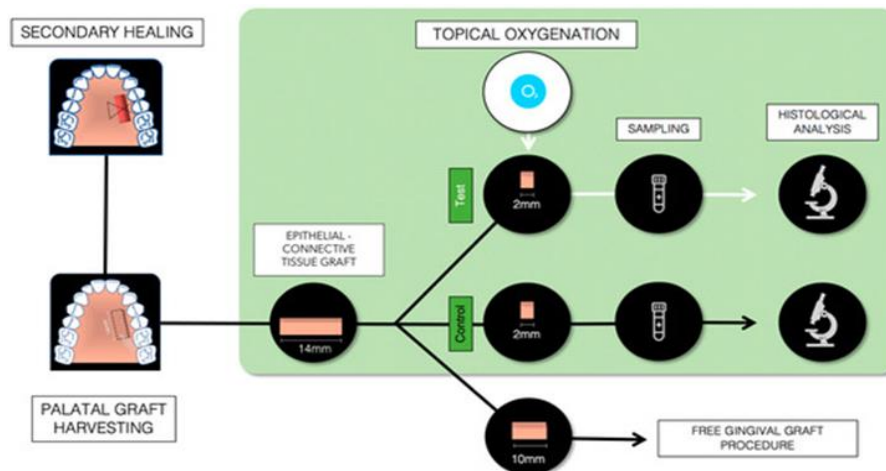 SECONDARY HEALING
TOPICAL OXYGENATION
O₂
SAMPLING
HISTOLOGICAL
ANALYSIS
Test
2mm
EPITHELIAL -
CONNECTIVE
TISSUE GRAFT
14mm
Control
2mm
PALATAL GRAFT
HARVESTING
10mm
FREE GINGIVAL GRAFT
PROCEDURE